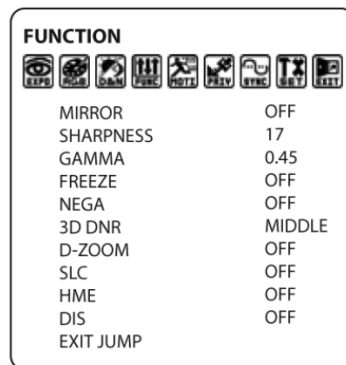 FUNCTION
EXPO RGB D&N FUNC MOTI PRIV SYNC SET EXIT
MIRROR OFF
SHARPNESS 17
GAMMA 0.45
FREEZE OFF
NEGA OFF
3D DNR MIDDLE
D-ZOOM OFF
SLC OFF
HME OFF
DIS OFF
EXIT JUMP